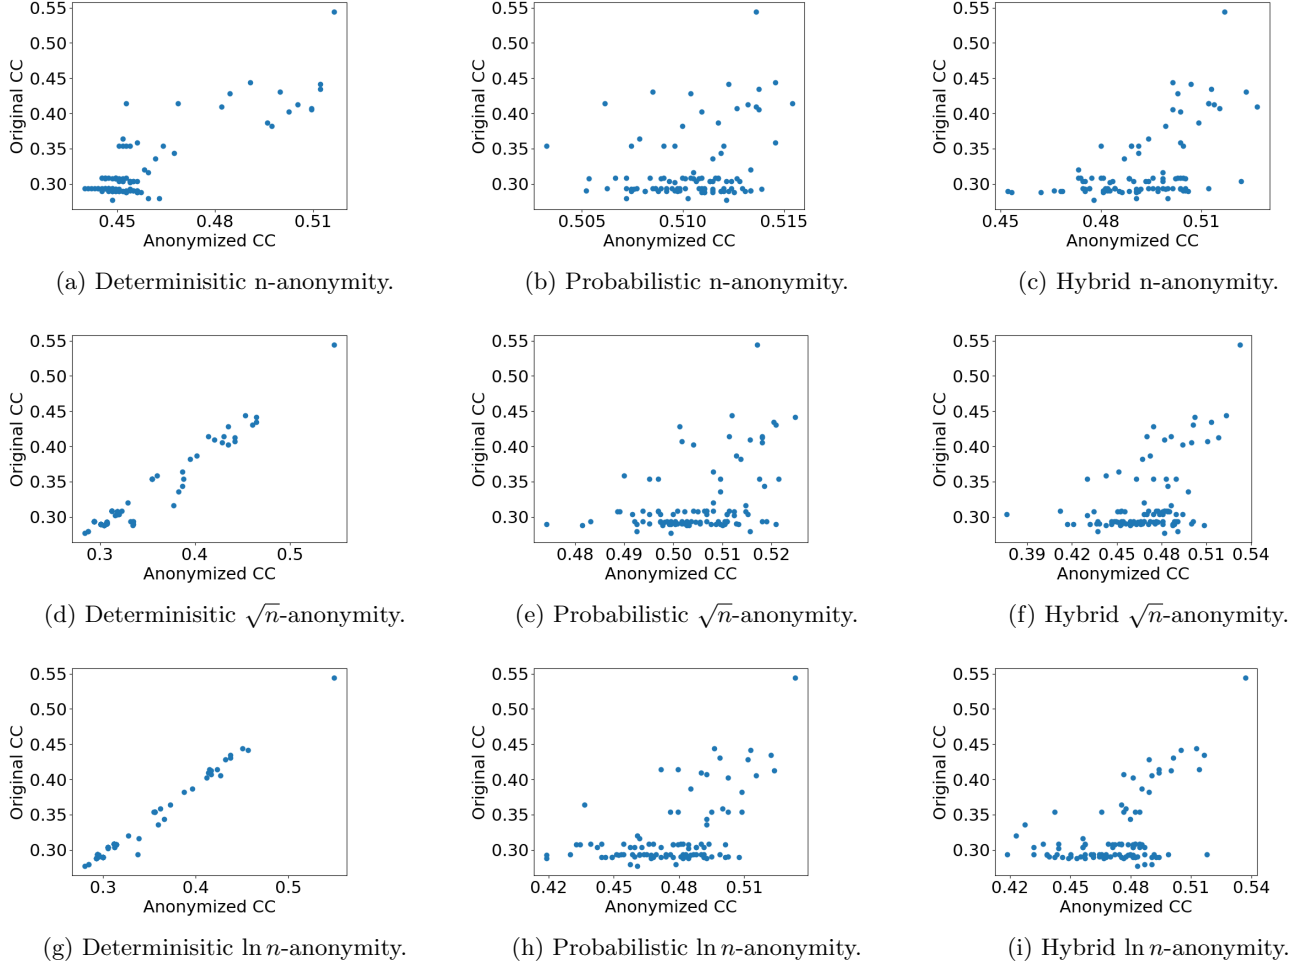 0.55
0.50
0.45
0.40
0.35
0.30
Original CC
0.45 0.48 0.51
Anonymized CC
(a) Determinisitic n-anonymity.
0.55
0.50
0.45
0.40
0.35
0.30
Original CC
0.505 0.510 0.515
Anonymized CC
(b) Probabilistic n-anonymity.
0.55
0.50
0.45
0.40
0.35
0.30
Original CC
0.45 0.48 0.51
Anonymized CC
(c) Hybrid n-anonymity.
0.55
0.50
0.45
0.40
0.35
0.30
Original CC
0.3 0.4 0.5
Anonymized CC
(d) Determinisitic √n-anonymity.
0.55
0.50
0.45
0.40
0.35
0.30
Original CC
0.48 0.49 0.50 0.51 0.52
Anonymized CC
(e) Probabilistic √n-anonymity.
0.55
0.50
0.45
0.40
0.35
0.30
Original CC
0.39 0.42 0.45 0.48 0.51 0.54
Anonymized CC
(f) Hybrid √n-anonymity.
0.55
0.50
0.45
0.40
0.35
0.30
Original CC
0.3 0.4 0.5
Anonymized CC
(g) Determinisitic ln n-anonymity.
0.55
0.50
0.45
0.40
0.35
0.30
Original CC
0.42 0.45 0.48 0.51
Anonymized CC
(h) Probabilistic ln n-anonymity.
0.55
0.50
0.45
0.40
0.35
0.30
Original CC
0.42 0.45 0.48 0.51 0.54
Anonymized CC
(i) Hybrid ln n-anonymity.